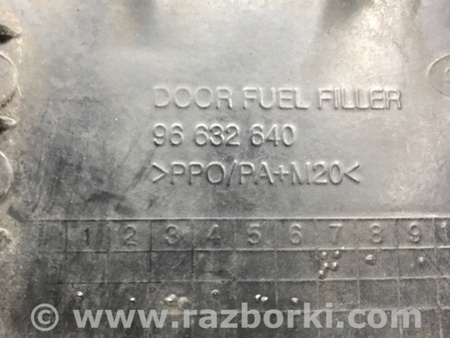 DOOR FUEL FILLER
96 632 640
>PPO/PA+M20<
1 2 3 4 5 6 7 8 9
© www.razborki.com